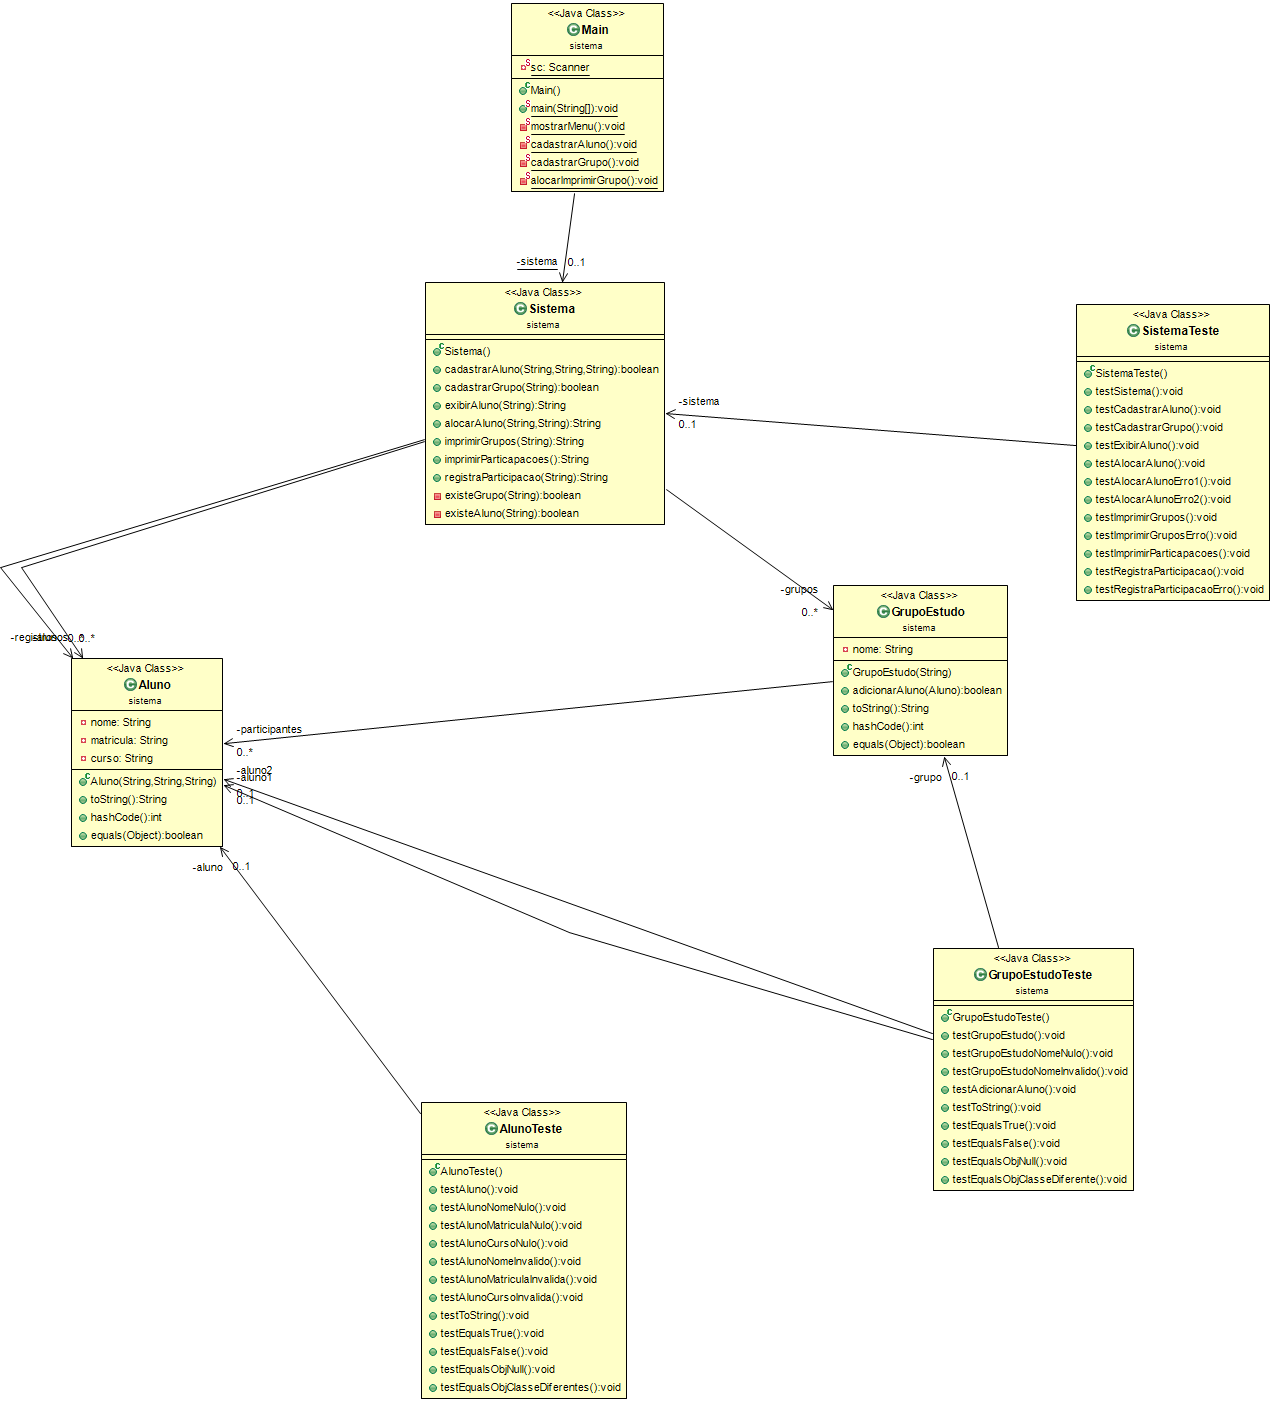 <<Java Class>>
Main
sistema
sc: Scanner
Main()
main(String[]):void
mostrarMenu():void
cadastrarAluno():void
cadastrarGrupo():void
alocarImprimirGrupo():void
-sistema 0..1
<<Java Class>>
Sistema
sistema
Sistema()
cadastrarAluno(String,String,String):boolean
cadastrarGrupo(String):boolean
exibirAluno(String):String
alocarAluno(String,String):String
imprimirGrupos(String):String
imprimirParticapacoes():String
registraParticipacao(String):String
existeGrupo(String):boolean
existeAluno(String):boolean
<<Java Class>>
SistemaTeste
sistema
SistemaTeste()
testSistema():void
testCadastrarAluno():void
testCadastrarGrupo():void
testExibirAluno():void
testAlocarAluno():void
testAlocarAlunoErro1():void
testAlocarAlunoErro2():void
testImprimirGrupos():void
testImprimirGruposErro():void
testImprimirParticapacoes():void
testRegistraParticipacao():void
testRegistraParticipacaoErro():void
-sistema
0..1
-grupos
0..*
<<Java Class>>
GrupoEstudo
sistema
nome: String
GrupoEstudo(String)
adicionarAluno(Aluno):boolean
toString():String
hashCode():int
equals(Object):boolean
0..*
<<Java Class>>
Aluno
sistema
nome: String
matricula: String
curso: String
Aluno(String,String,String)
toString():String
hashCode():int
equals(Object):boolean
-participantes
0..*
-aluno2
-aluno1
0..1
0..1
-grupo 0..1
-aluno 0..1
<<Java Class>>
GrupoEstudoTeste
sistema
GrupoEstudoTeste()
testGrupoEstudo():void
testGrupoEstudoNomeNulo():void
testGrupoEstudoNomeInvalido():void
testAdicionarAluno():void
testToString():void
testEqualsTrue():void
testEqualsFalse():void
testEqualsObjNull():void
testEqualsObjClasseDiferente():void
<<Java Class>>
AlunoTeste
sistema
AlunoTeste()
testAluno():void
testAlunoNomeNulo():void
testAlunoMatriculaNulo():void
testAlunoCursoNulo():void
testAlunoNomeInvalido():void
testAlunoMatriculaInvalida():void
testAlunoCursoInvalida():void
testToString():void
testEqualsTrue():void
testEqualsFalse():void
testEqualsObjNull():void
testEqualsObjClasseDiferentes():void